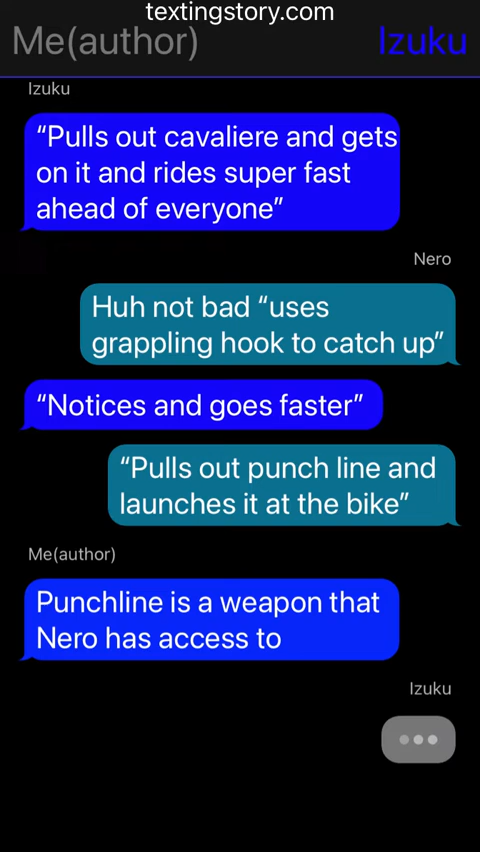 textingstory.com
Me(author)
Izuku
Izuku
“Pulls out cavaliere and gets
on it and rides super fast
ahead of everyone”
Nero
Huh not bad “uses
grappling hook to catch up”
“Notices and goes faster”
“Pulls out punch line and
launches it at the bike”
Me(author)
Punchline is a weapon that
Nero has access to
Izuku